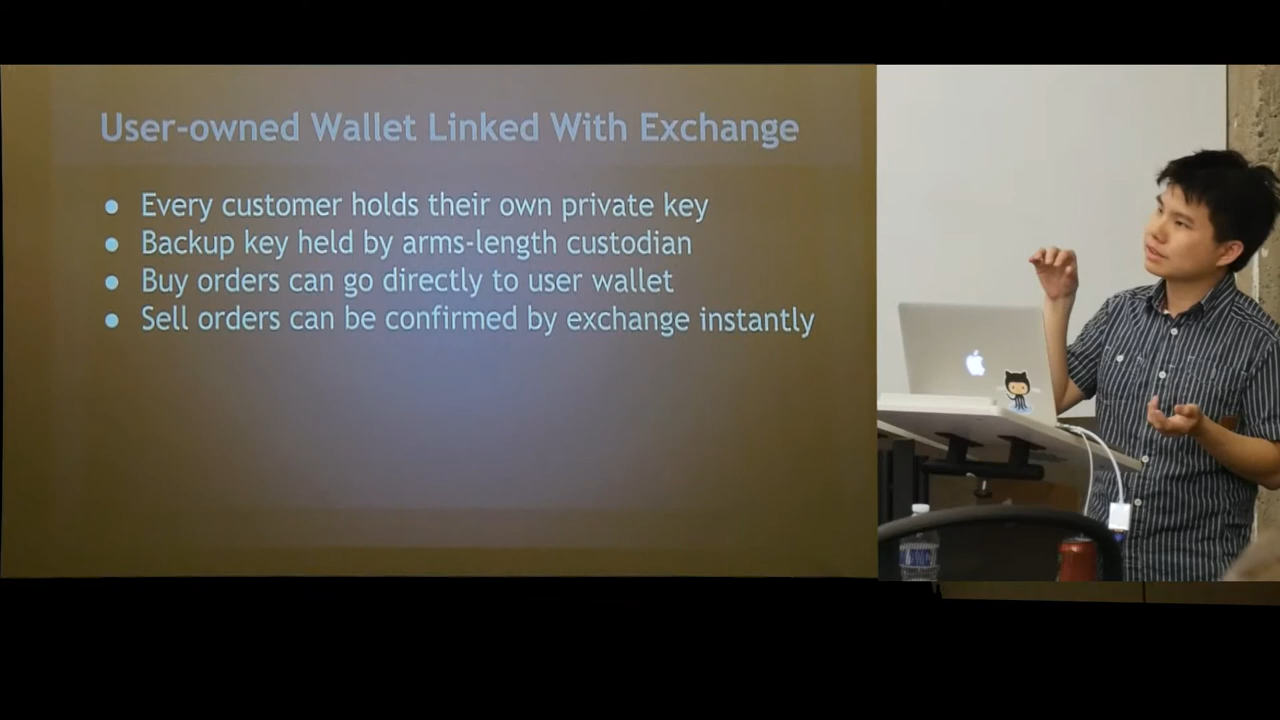 User-owned Wallet Linked With Exchange
● Every customer holds their own private key
● Backup key held by arms-length custodian
● Buy orders can go directly to user wallet
● Sell orders can be confirmed by exchange instantly